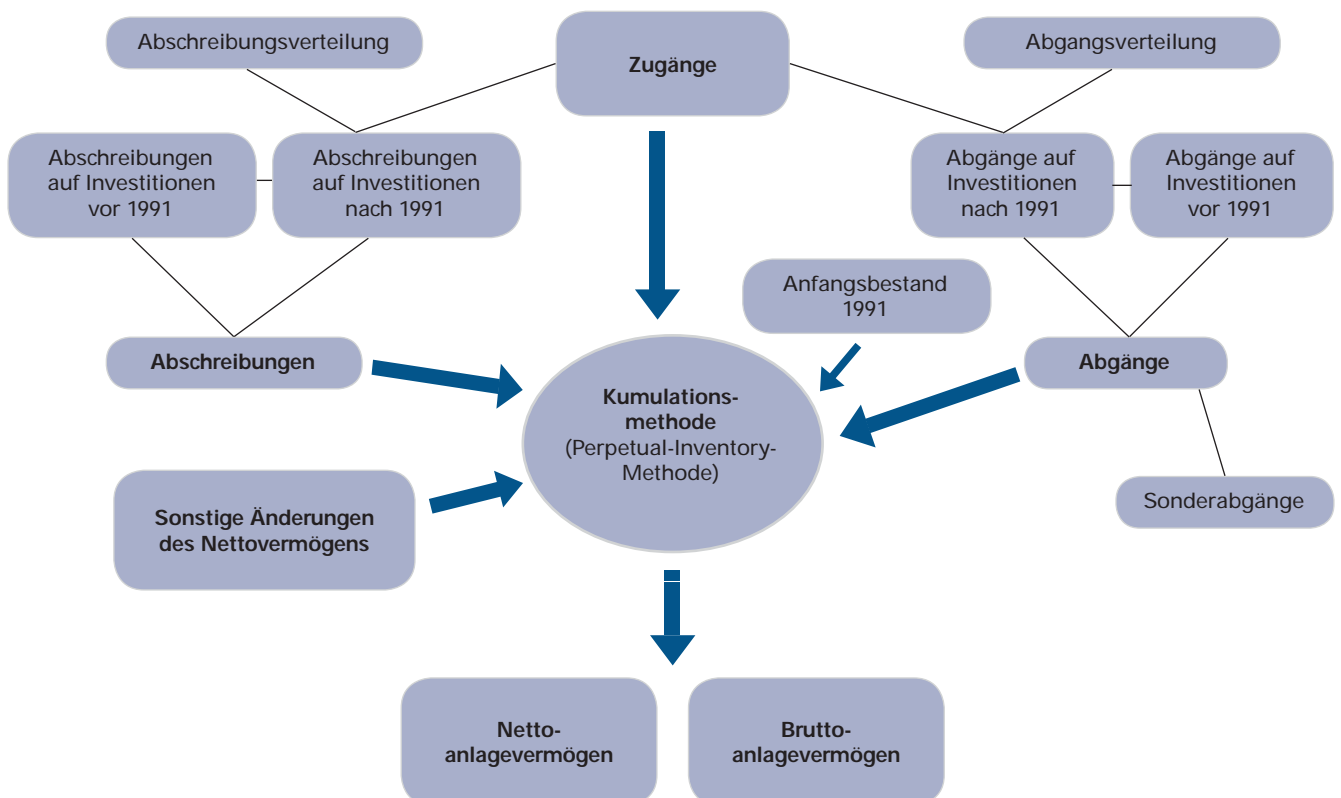 Abschreibungsverteilung
Zugänge
Abgangsverteilung
Abschreibungen
auf Investitionen
vor 1991
Abschreibungen
auf Investitionen
nach 1991
Abgänge auf
Investitionen
nach 1991
Abgänge auf
Investitionen
vor 1991
Anfangsbestand
1991
Abschreibungen
Abgänge
Kumulations-
methode
(Perpetual-Inventory-
Methode)
Sonstige Änderungen
des Nettovermögens
Sonderabgänge
Netto-
anlagevermögen
Brutto-
anlagevermögen